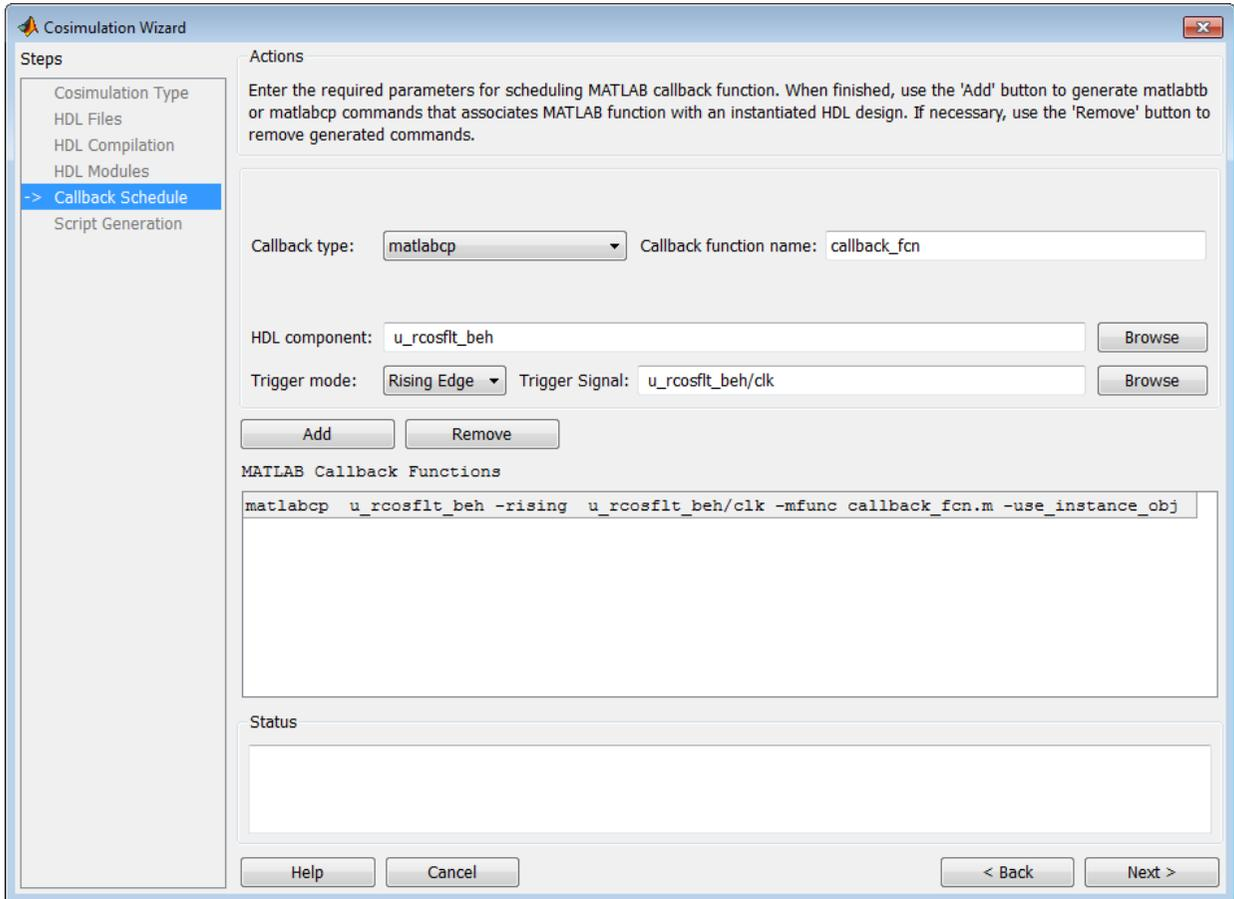 Cosimulation Wizard
Steps
Cosimulation Type
HDL Files
HDL Compilation
HDL Modules
-> Callback Schedule
Script Generation
Actions
Enter the required parameters for scheduling MATLAB callback function. When finished, use the 'Add' button to generate matlabtb
or matlabcp commands that associates MATLAB function with an instantiated HDL design. If necessary, use the 'Remove' button to
remove generated commands.
Callback type: matlabcp Callback function name: callback_fcn
HDL component: u_rcosflt_beh Browse
Trigger mode: Rising Edge Trigger Signal: u_rcosflt_beh/clk Browse
Add Remove
MATLAB Callback Functions
matlabcp  u_rcosflt_beh -rising  u_rcosflt_beh/clk -mfunc callback_fcn.m -use_instance_obj
Status
Help Cancel < Back Next >